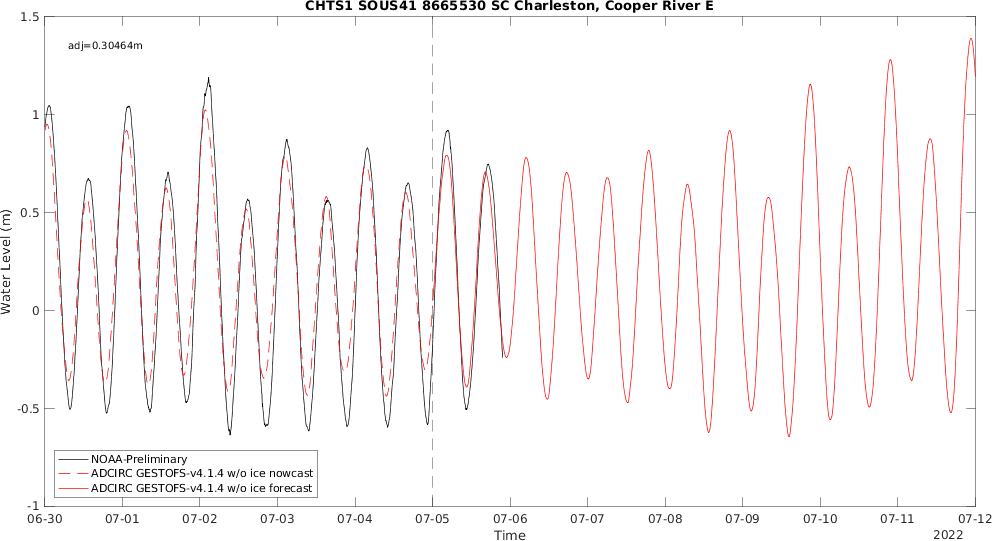 CHTS1 SOUS41 8665530 SC Charleston, Cooper River E
adj=0.30464m
Water Level (m)
1.5
1
0.5
0
-0.5
-1
NOAA-Preliminary
ADCIRC GESTOFS-v4.1.4 w/o ice nowcast
ADCIRC GESTOFS-v4.1.4 w/o ice forecast
06-30 07-01 07-02 07-03 07-04 07-05 07-06 07-07 07-08 07-09 07-10 07-11 07-12
Time
2022